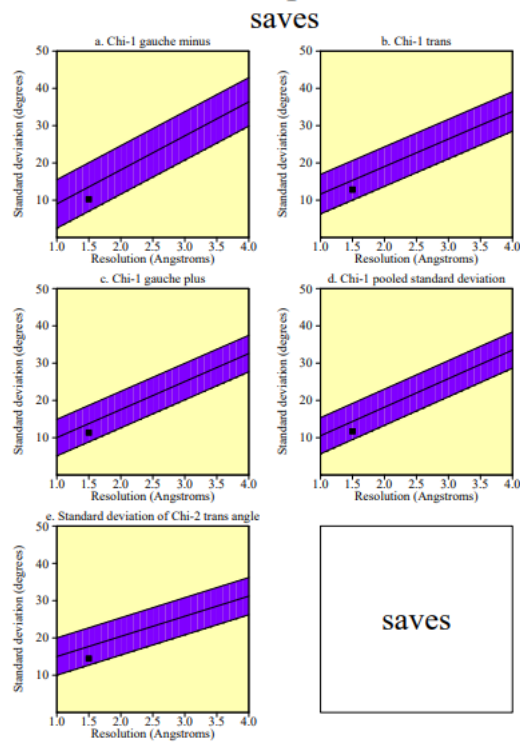 saves
a. Chi-1 gauche minus
Standard deviation (degrees)
50
40
30
20
10
1.0 1.5 2.0 2.5 3.0 3.5 4.0
Resolution (Angstroms)
b. Chi-1 trans
Standard deviation (degrees)
50
40
30
20
10
1.0 1.5 2.0 2.5 3.0 3.5 4.0
Resolution (Angstroms)
c. Chi-1 gauche plus
Standard deviation (degrees)
50
40
30
20
10
1.0 1.5 2.0 2.5 3.0 3.5 4.0
Resolution (Angstroms)
d. Chi-1 pooled standard deviation
Standard deviation (degrees)
50
40
30
20
10
1.0 1.5 2.0 2.5 3.0 3.5 4.0
Resolution (Angstroms)
e. Standard deviation of Chi-2 trans angle
Standard deviation (degrees)
50
40
30
20
10
1.0 1.5 2.0 2.5 3.0 3.5 4.0
Resolution (Angstroms)
saves